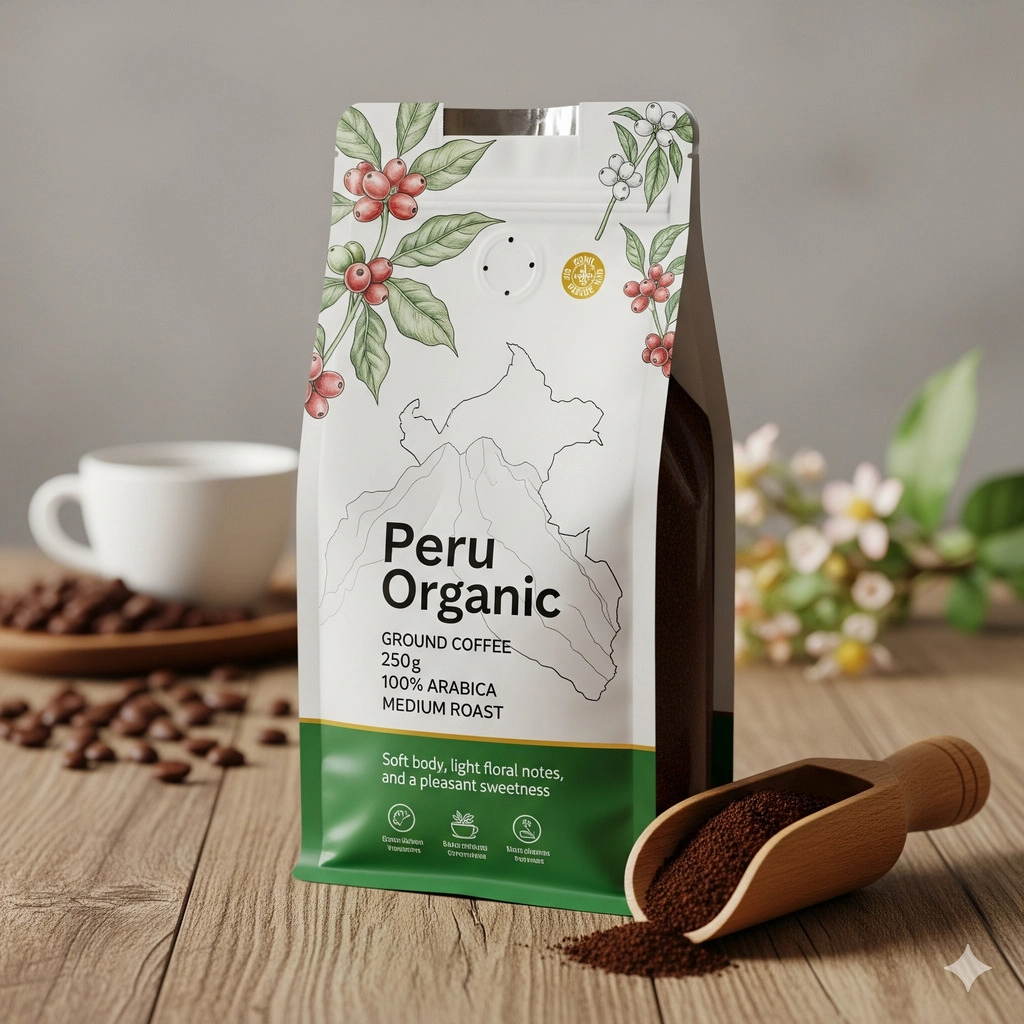 Peru
Organic
GROUND COFFEE
250g
100% ARABICA
MEDIUM ROAST
Soft body, light floral notes,
and a pleasant sweetness